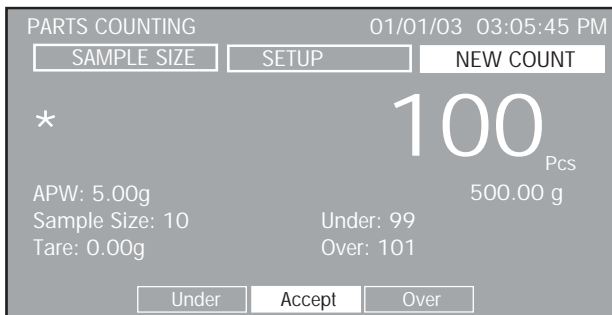 PARTS COUNTING 01/01/03 03:05:45 PM
SAMPLE SIZE SETUP NEW COUNT
* 100 Pcs
APW: 5.00g 500.00 g
Sample Size: 10 Under: 99
Tare: 0.00g Over: 101
Under Accept Over